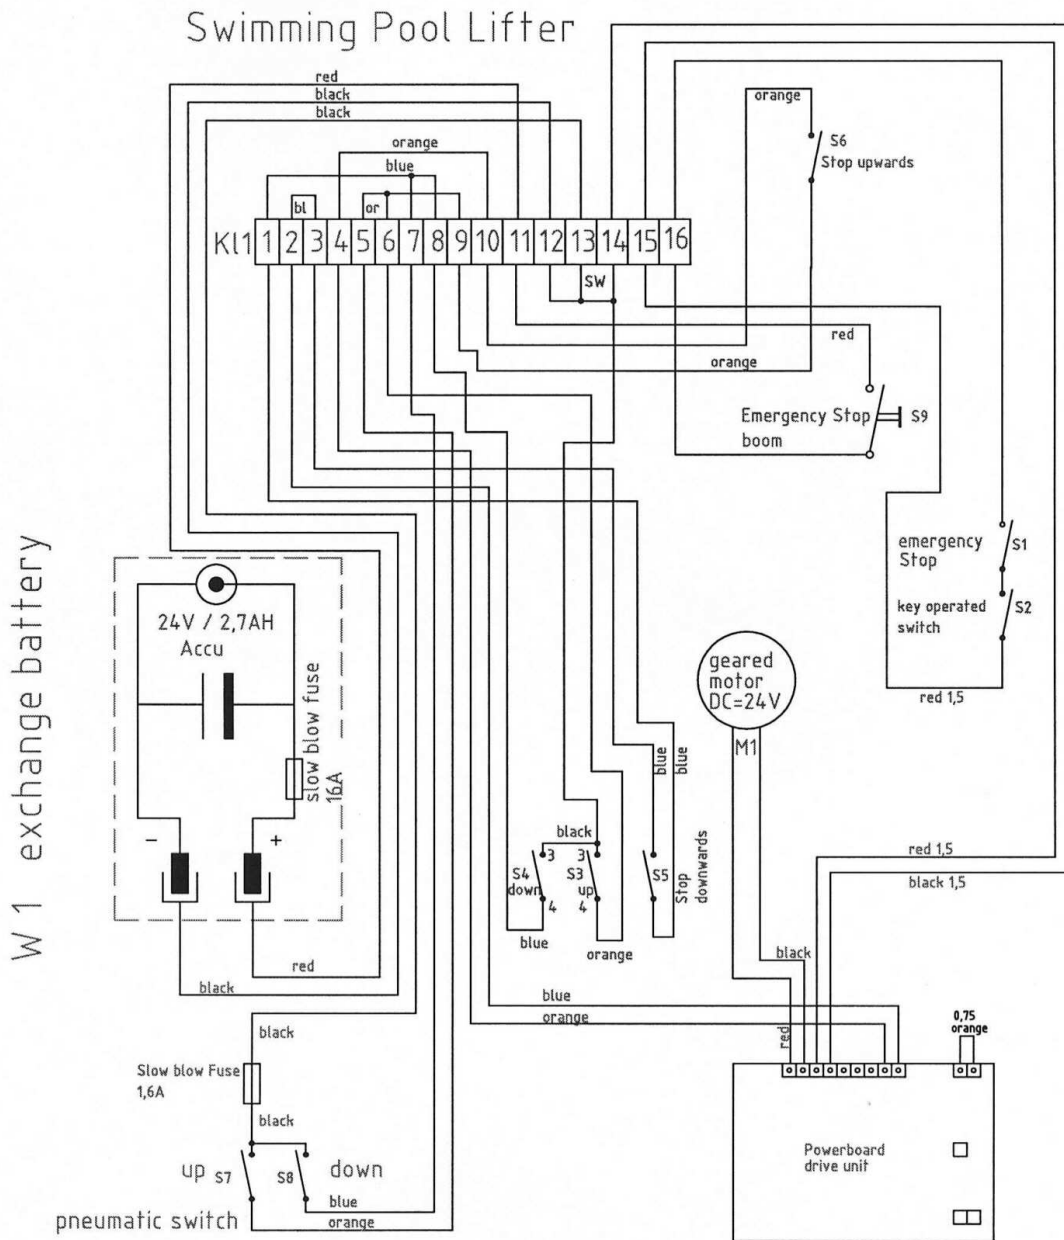 Swimming Pool Lifter
red
black
black
orange
blue
bl
or
orange
S6
Stop upwards
Kl1 1 2 3 4 5 6 7 8 9 10 11 12 13 14 15 16
SW
red
orange
Emergency Stop
boom
S9
emergency
Stop
S1
key operated
switch
S2
red 1,5
W 1 exchange battery
24V / 2,7AH
Accu
slow blow fuse
16A
- +
red
black
geared
motor
DC=24V
M1
blue
blue
black
3 3
S4
down
S3
up
4 4
S5
Stop
downwards
blue
orange
red 1,5
black 1,5
black
blue
orange
red
0,75
orange
black
Slow blow Fuse
1,6A
black
up S7 S8 down
blue
orange
pneumatic switch
Powerboard
drive unit